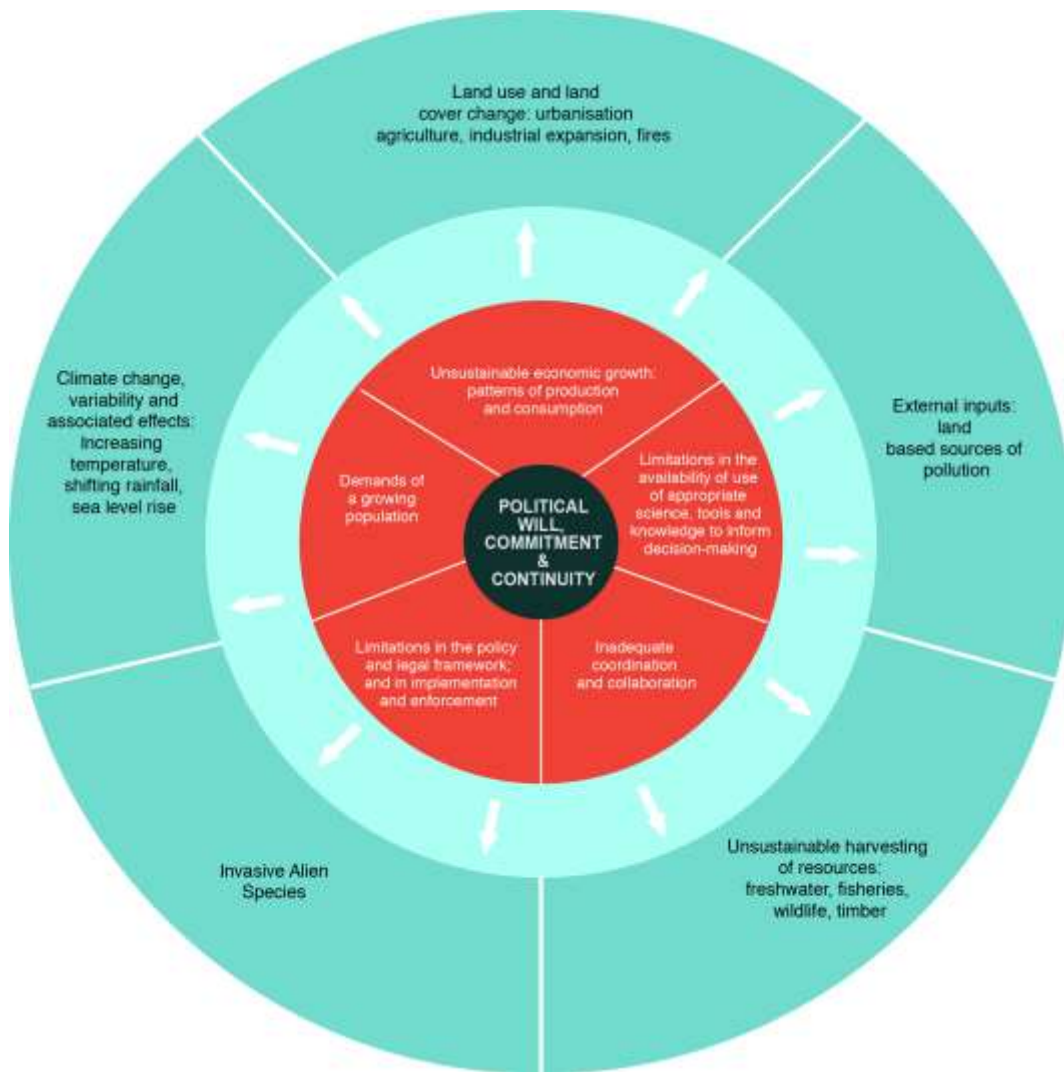 Land use and land
cover change: urbanisation
agriculture, industrial expansion, fires
External inputs:
land
based sources of
pollution
Unsustainable harvesting
of resources:
freshwater, fisheries,
wildlife, timber
Invasive Alien
Species
Climate change,
variability and
associated effects:
Increasing
temperature,
shifting rainfall,
sea level rise
Unsustainable economic growth:
patterns of production
and consumption
Limitations in the
availability of use
of appropriate
science, tools and
knowledge to inform
decision-making
Inadequate
coordination
and collaboration
Limitations in the policy
and legal framework;
and in implementation
and enforcement
Demands of
a growing
population
POLITICAL
WILL,
COMMITMENT
&
CONTINUITY